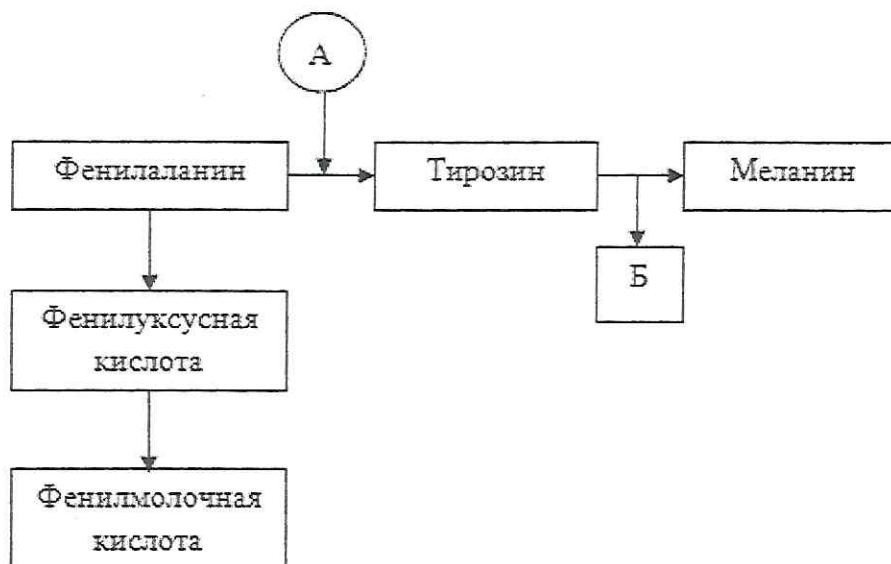 А
Фенилаланин
Тирозин
Меланин
Б
Фенилуксусная
кислота
Фенилмолочная
кислота